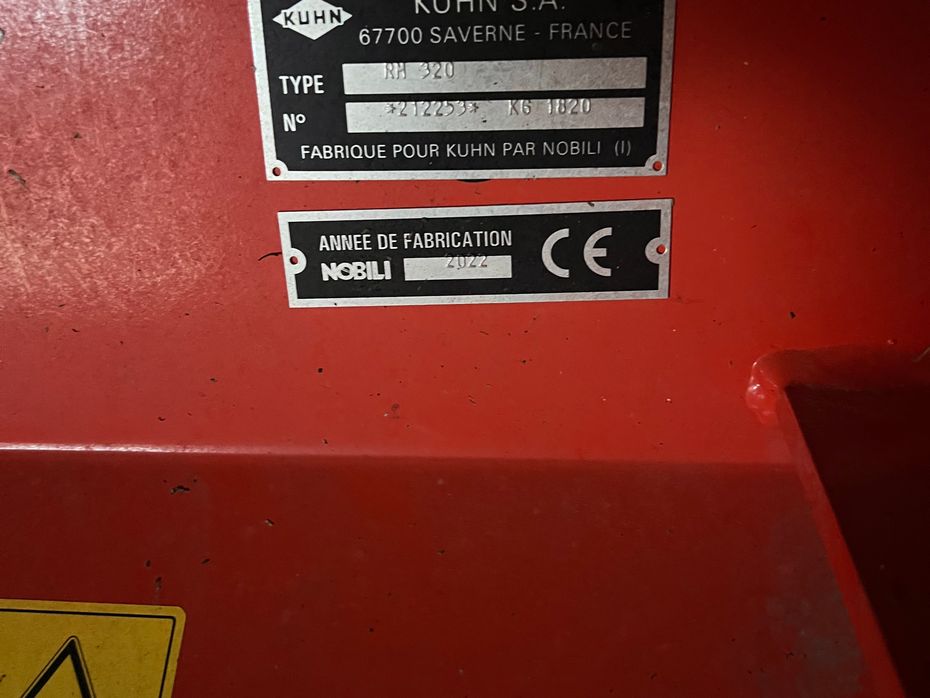 KUHN
KUHN S.A.
67700 SAVERNE - FRANCE
TYPE RM 320
N° *212253* KG 1820
FABRIQUE POUR KUHN PAR NOBILI (I)
ANNEE DE FABRICATION
NOBILI 2022
CE